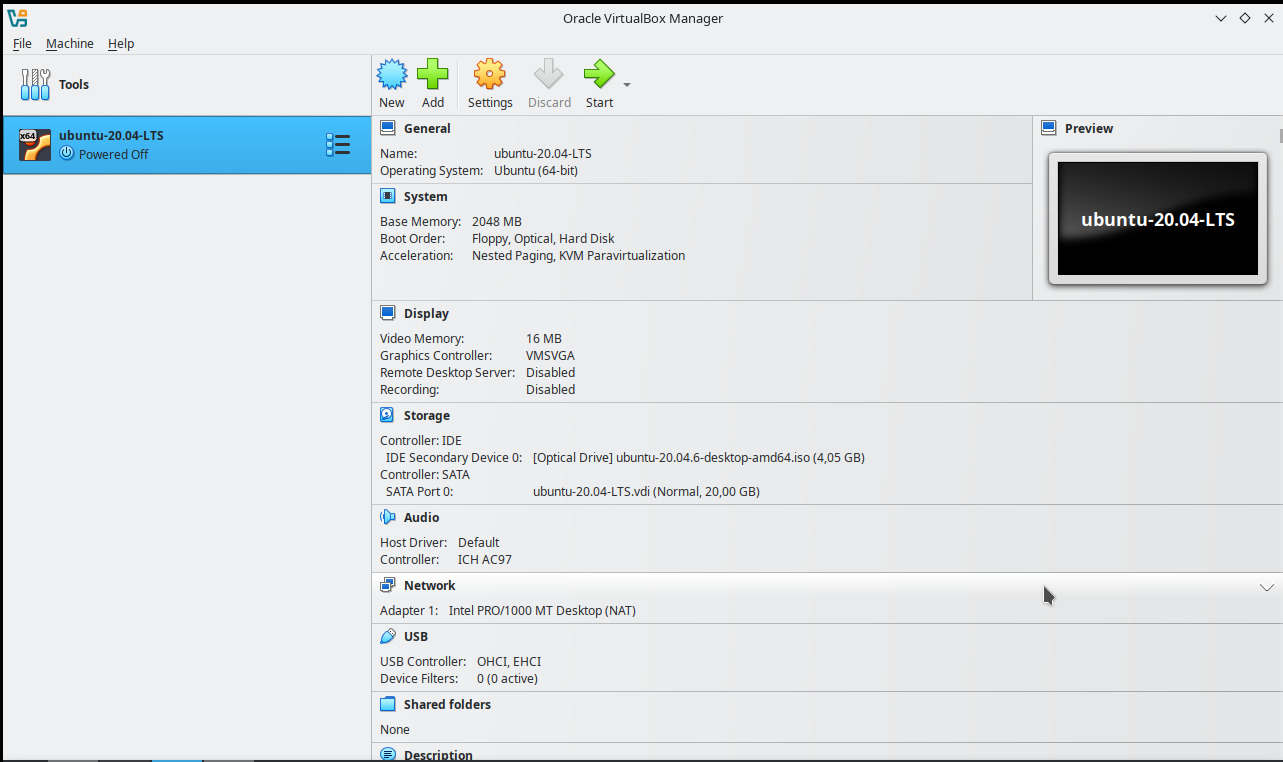 Oracle VirtualBox Manager
File Machine Help
Tools
New Add Settings Discard Start
x64
ubuntu-20.04-LTS
Powered Off
General
Name: ubuntu-20.04-LTS
Operating System: Ubuntu (64-bit)
Preview
ubuntu-20.04-LTS
System
Base Memory: 2048 MB
Boot Order: Floppy, Optical, Hard Disk
Acceleration: Nested Paging, KVM Paravirtualization
Display
Video Memory: 16 MB
Graphics Controller: VMSVGA
Remote Desktop Server: Disabled
Recording: Disabled
Storage
Controller: IDE
IDE Secondary Device 0: [Optical Drive] ubuntu-20.04.6-desktop-amd64.iso (4,05 GB)
Controller: SATA
SATA Port 0: ubuntu-20.04-LTS.vdi (Normal, 20,00 GB)
Audio
Host Driver: Default
Controller: ICH AC97
Network
Adapter 1: Intel PRO/1000 MT Desktop (NAT)
USB
USB Controller: OHCI, EHCI
Device Filters: 0 (0 active)
Shared folders
None
Description